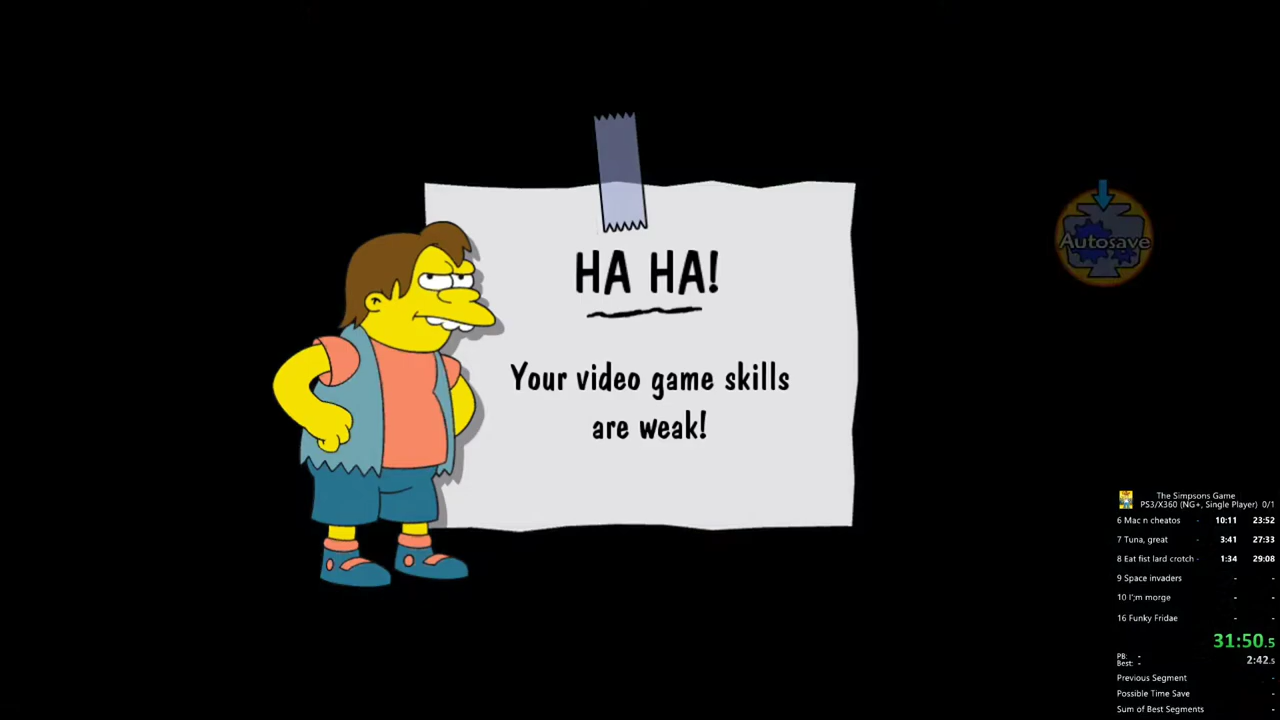 HA HA!
Your video game skills
are weak!
Autosave
The Simpsons Game
PS3/X360 (NG+, Single Player) 0/1
6 Mac n cheatos - 10:11 23:52
7 Tuna, great - 3:41 27:33
8 Eat fist lard crotch - 1:34 29:08
9 Space invaders - - -
10 I';m morge - - -
16 Funky Fridae - - -
31:50.5
PB: -
Best: - 2:42.5
Previous Segment -
Possible Time Save -
Sum of Best Segments -